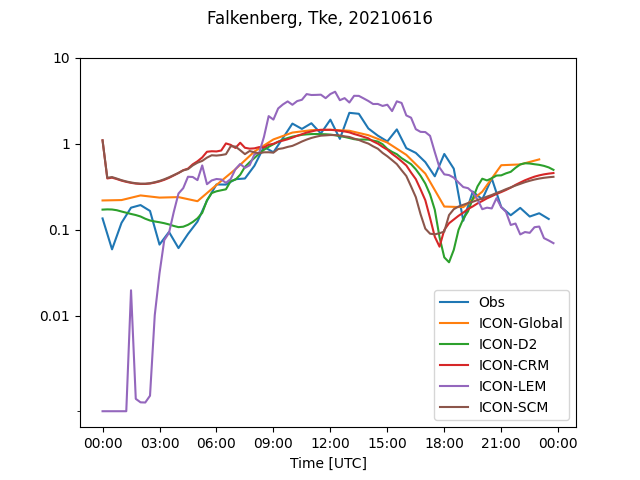 Falkenberg, Tke, 20210616
10
1
0.1
0.01
Obs
ICON-Global
ICON-D2
ICON-CRM
ICON-LEM
ICON-SCM
00:00 03:00 06:00 09:00 12:00 15:00 18:00 21:00 00:00
Time [UTC]